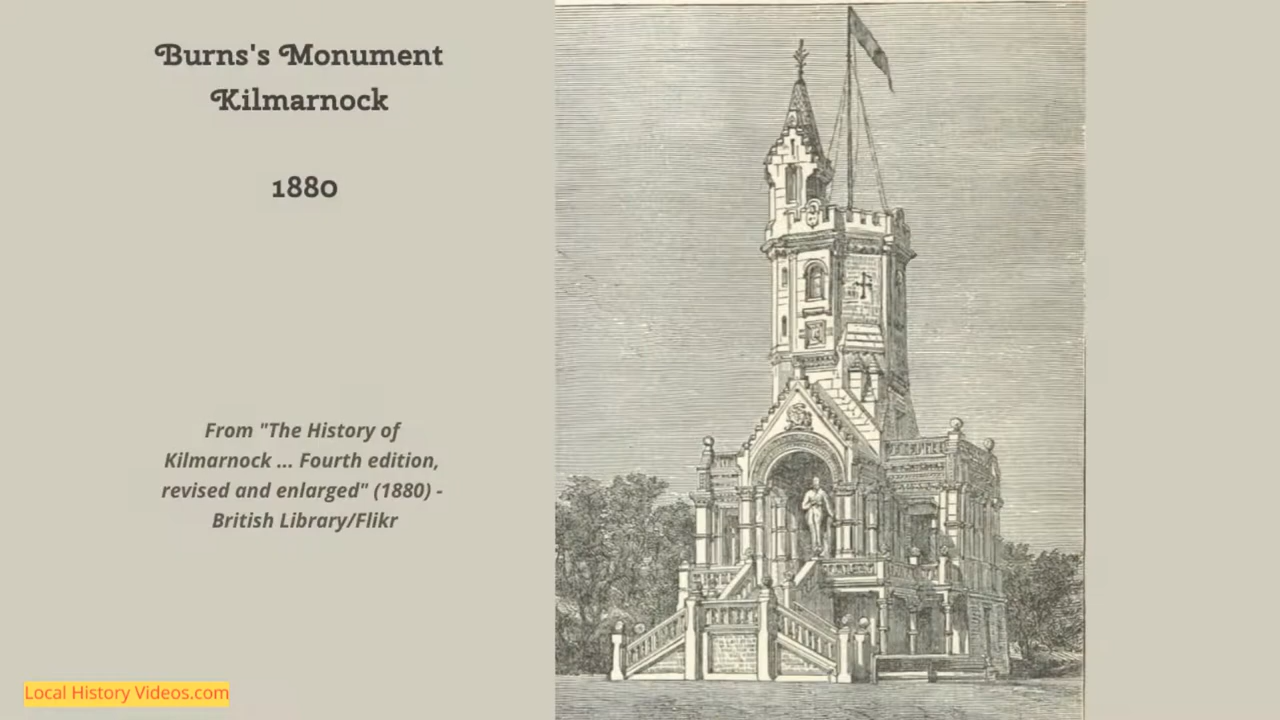 Burns's Monument
Kilmarnock
1880
From "The History of
Kilmarnock ... Fourth edition,
revised and enlarged" (1880) -
British Library/Flikr
Local History Videos.com